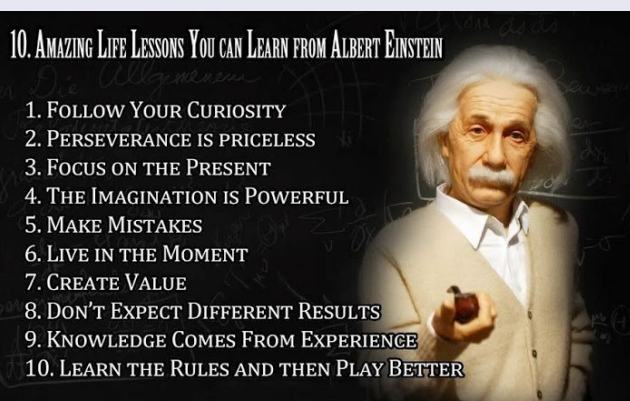 10. Amazing Life Lessons You can Learn from Albert Einstein
1. Follow Your Curiosity
2. Perseverance is priceless
3. Focus on the Present
4. The Imagination is Powerful
5. Make Mistakes
6. Live in the Moment
7. Create Value
8. Don't Expect Different Results
9. Knowledge Comes From Experience
10. Learn the Rules and then Play Better